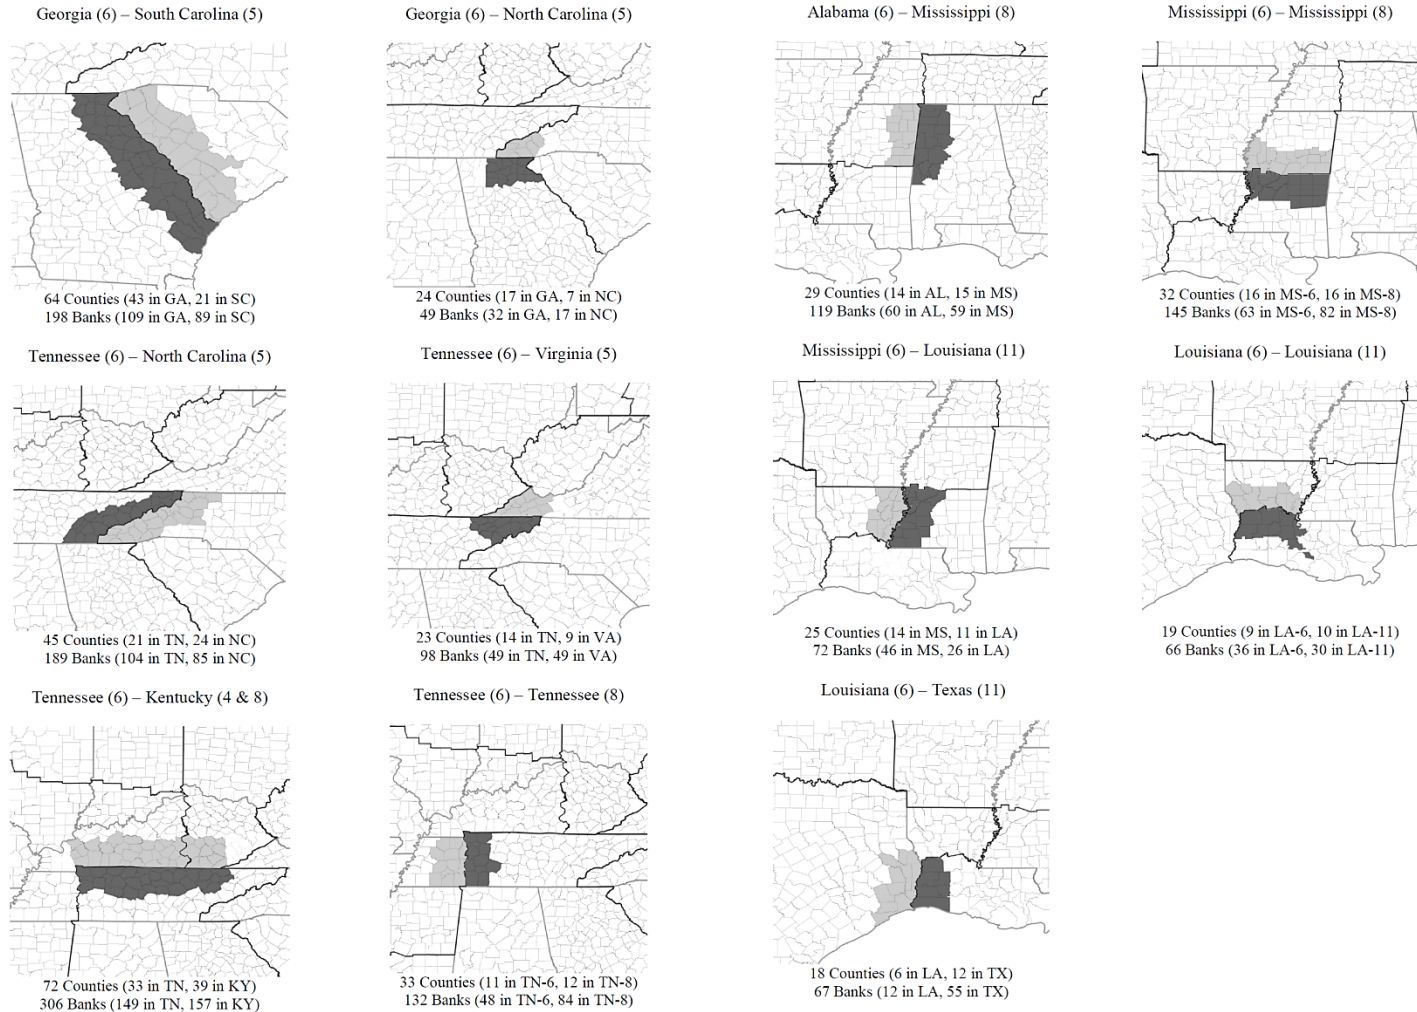 Georgia (6) – South Carolina (5)
Georgia (6) – North Carolina (5)
Alabama (6) – Mississippi (8)
Mississippi (6) – Mississippi (8)
64 Counties (43 in GA, 21 in SC)
198 Banks (109 in GA, 89 in SC)
24 Counties (17 in GA, 7 in NC)
49 Banks (32 in GA, 17 in NC)
29 Counties (14 in AL, 15 in MS)
119 Banks (60 in AL, 59 in MS)
32 Counties (16 in MS-6, 16 in MS-8)
145 Banks (63 in MS-6, 82 in MS-8)
Tennessee (6) – North Carolina (5)
Tennessee (6) – Virginia (5)
Mississippi (6) – Louisiana (11)
Louisiana (6) – Louisiana (11)
45 Counties (21 in TN, 24 in NC)
189 Banks (104 in TN, 85 in NC)
23 Counties (14 in TN, 9 in VA)
98 Banks (49 in TN, 49 in VA)
25 Counties (14 in MS, 11 in LA)
72 Banks (46 in MS, 26 in LA)
19 Counties (9 in LA-6, 10 in LA-11)
66 Banks (36 in LA-6, 30 in LA-11)
Tennessee (6) – Kentucky (4 & 8)
Tennessee (6) – Tennessee (8)
Louisiana (6) – Texas (11)
72 Counties (33 in TN, 39 in KY)
306 Banks (149 in TN, 157 in KY)
33 Counties (11 in TN-6, 12 in TN-8)
132 Banks (48 in TN-6, 84 in TN-8)
18 Counties (6 in LA, 12 in TX)
67 Banks (12 in LA, 55 in TX)